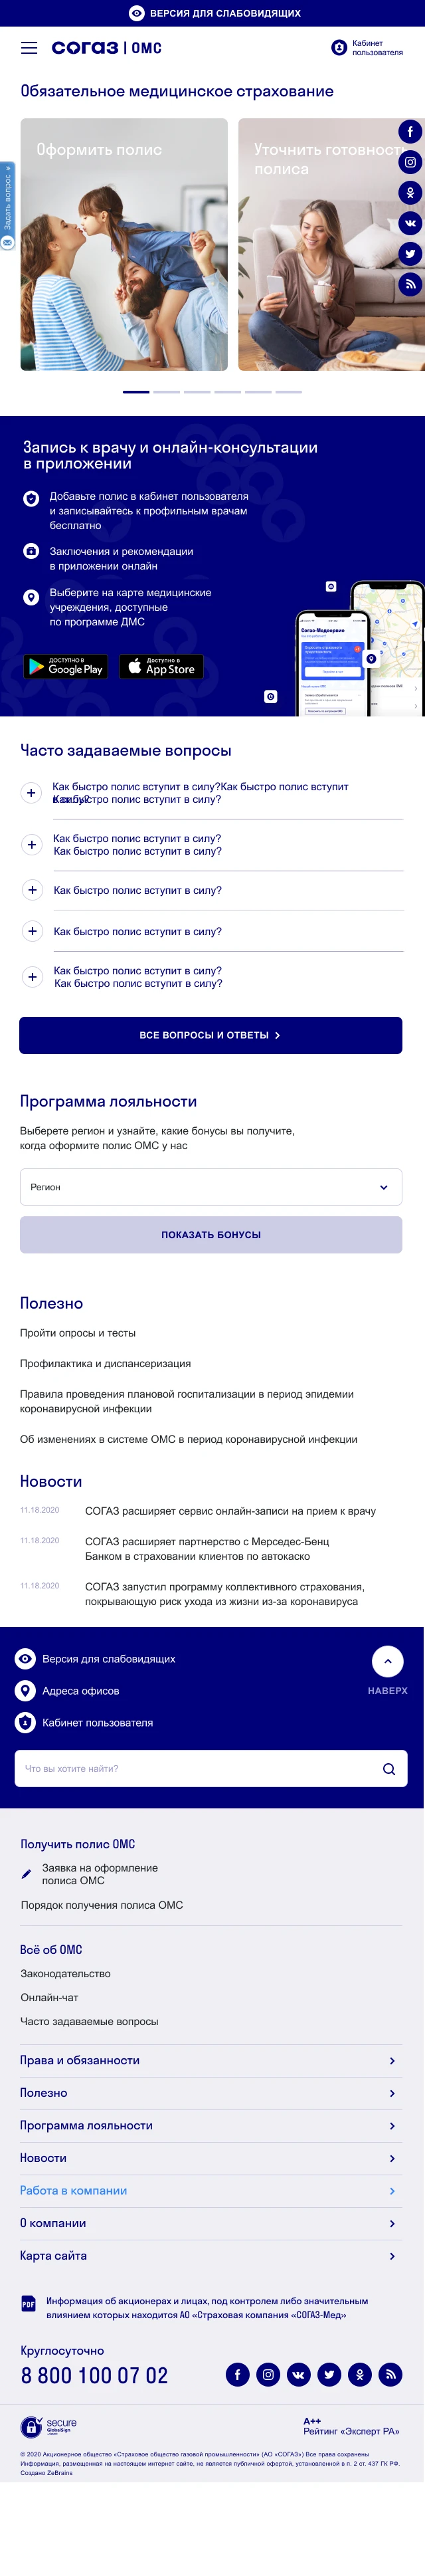 ВЕРСИЯ ДЛЯ СЛАБОВИДЯЩИХ
согаз | ОМС
Кабинет
пользователя
Обязательное медицинское страхование
Оформить полис
Уточнить готовность
полиса
Задать вопрос
Запись к врачу и онлайн-консультации
в приложении
Добавьте полис в кабинет пользователя
и записывайтесь к профильным врачам
бесплатно
Заключения и рекомендации
в приложении онлайн
Выберите на карте медицинские
учреждения, доступные
по программе ДМС
ДОСТУПНО В
Google Play
Доступно в
App Store
Согаз-Медсервис
Часто задаваемые вопросы
Как быстро полис вступит в силу?Как быстро полис вступит
Как быстро полис вступит в силу?
Как быстро полис вступит в силу?
Как быстро полис вступит в силу?
Как быстро полис вступит в силу?
Как быстро полис вступит в силу?
Как быстро полис вступит в силу?
Как быстро полис вступит в силу?
ВСЕ ВОПРОСЫ И ОТВЕТЫ
Программа лояльности
Выберете регион и узнайте, какие бонусы вы получите,
когда оформите полис ОМС у нас
Регион
ПОКАЗАТЬ БОНУСЫ
Полезно
Пройти опросы и тесты
Профилактика и диспансеризация
Правила проведения плановой госпитализации в период эпидемии
коронавирусной инфекции
Об изменениях в системе ОМС в период коронавирусной инфекции
Новости
11.18.2020
СОГАЗ расширяет сервис онлайн-записи на прием к врачу
11.18.2020
СОГАЗ расширяет партнерство с Мерседес-Бенц
Банком в страховании клиентов по автокаско
11.18.2020
СОГАЗ запустил программу коллективного страхования,
покрывающую риск ухода из жизни из-за коронавируса
Версия для слабовидящих
Адреса офисов
НАВЕРХ
Кабинет пользователя
Что вы хотите найти?
Получить полис ОМС
Заявка на оформление
полиса ОМС
Порядок получения полиса ОМС
Всё об ОМС
Законодательство
Онлайн-чат
Часто задаваемые вопросы
Права и обязанности
Полезно
Программа лояльности
Новости
Работа в компании
О компании
Карта сайта
PDF
Информация об акционерах и лицах, под контролем либо значительным
влиянием которых находится АО «Страховая компания «СОГАЗ-Мед»
Круглосуточно
8 800 100 07 02
secure
GlobalSign
A++
Рейтинг «Эксперт РА»
© 2020 Акционерное общество «Страховое общество газовой промышленности» (АО «СОГАЗ») Все права сохранены
Информация, размещенная на настоящем интернет сайте, не является публичной офертой, установленной в п. 2 ст. 437 ГК РФ.
Создано ZeBrains